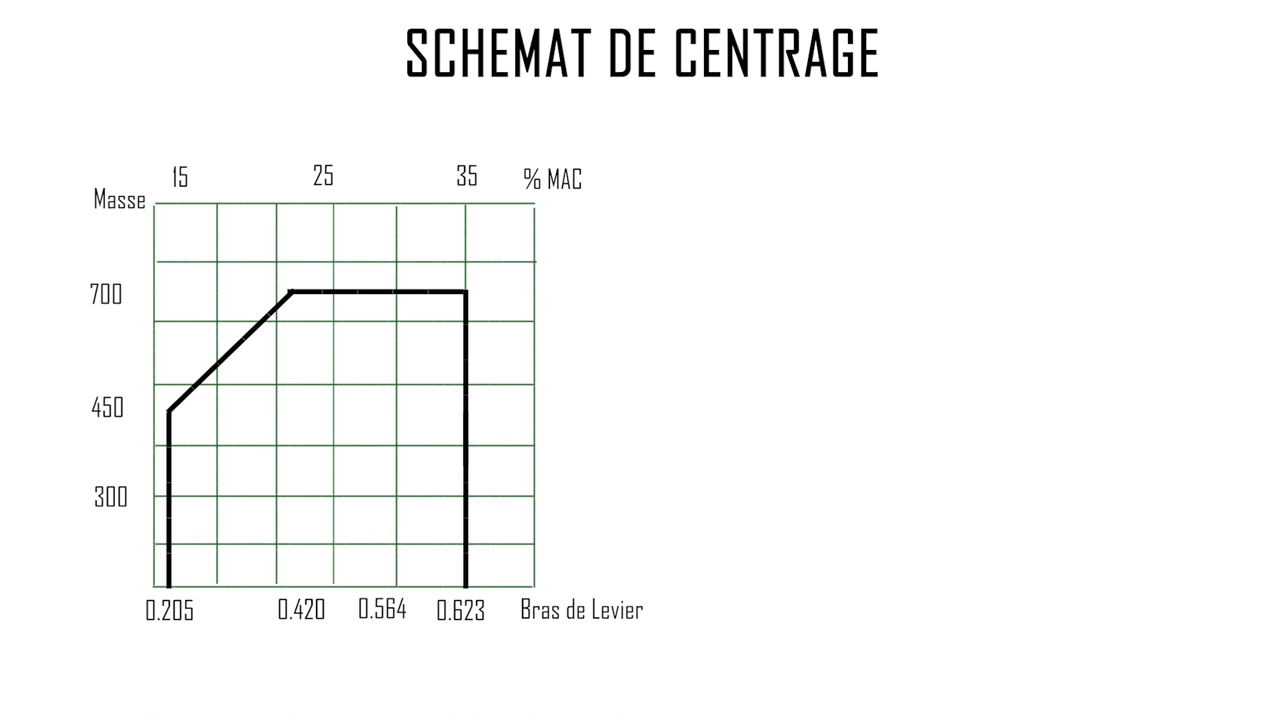 SCHEMAT DE CENTRAGE
15 25 35 % MAC
Masse
700
450
300
0.205 0.420 0.564 0.623 Bras de Levier